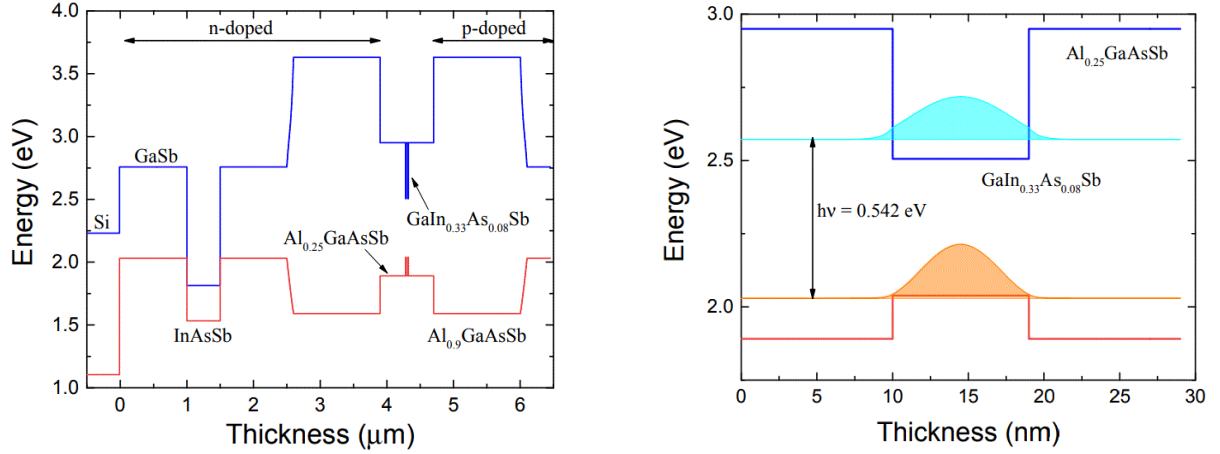 n-doped
p-doped
4.0
3.5
3.0
2.5
2.0
1.5
1.0
Energy (eV)
GaSb
Si
InAsSb
Al0.25GaAsSb
GaIn0.33As0.08Sb
Al0.9GaAsSb
0
1
2
3
4
5
6
Thickness (μm)
3.0
2.5
2.0
Energy (eV)
Al0.25GaAsSb
GaIn0.33As0.08Sb
hν = 0.542 eV
0
5
10
15
20
25
30
Thickness (nm)